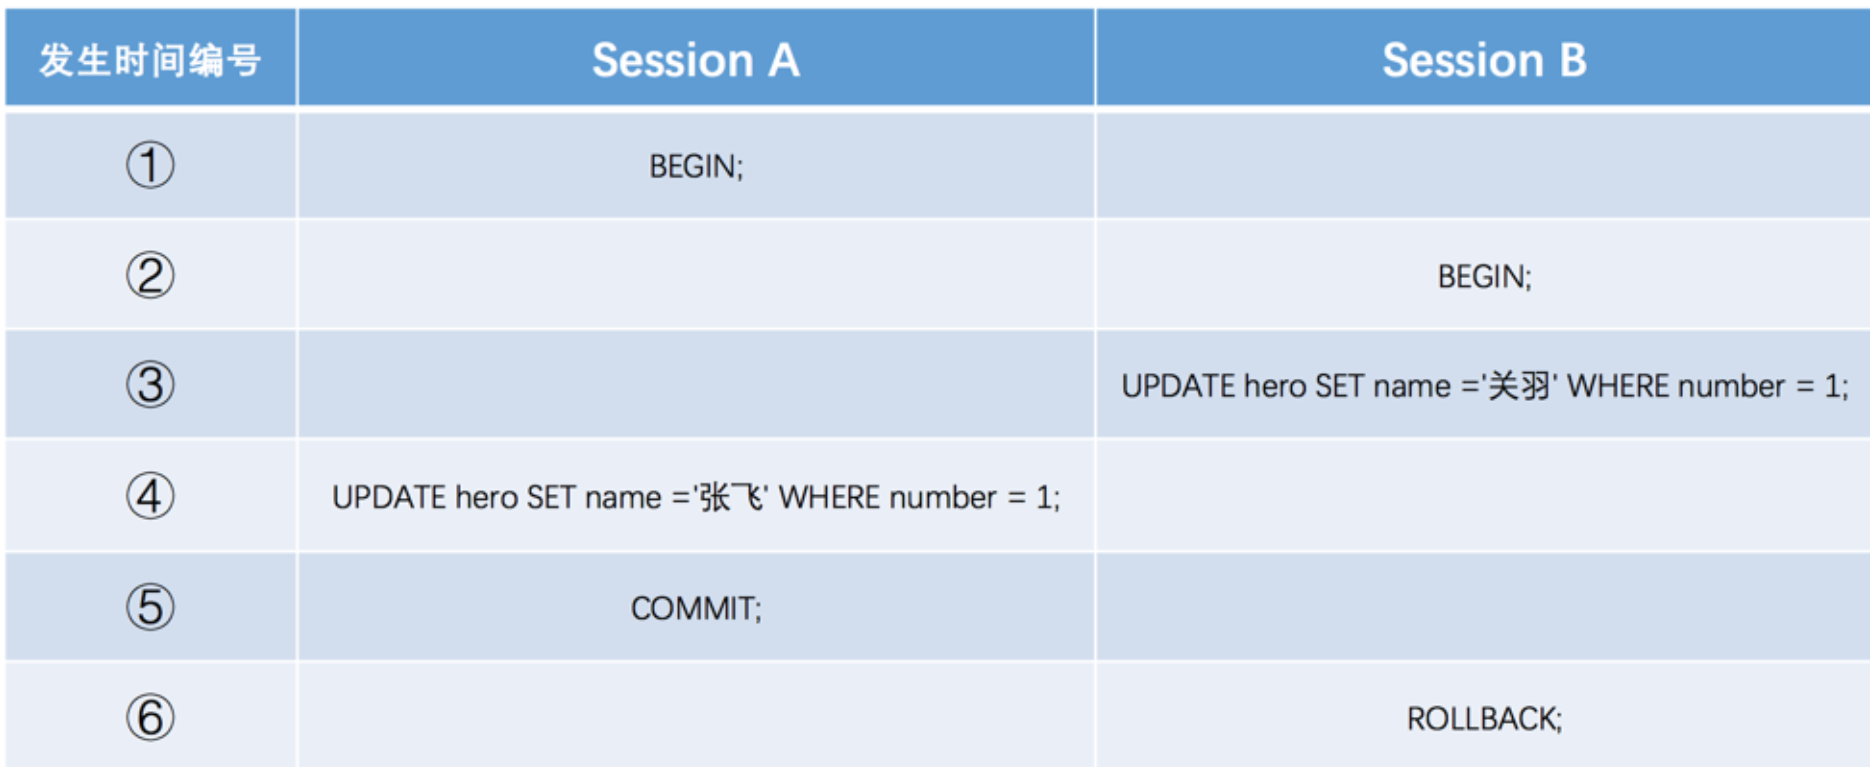 发生时间编号 Session A Session B
① BEGIN;
② BEGIN;
③ UPDATE hero SET name ='关羽' WHERE number = 1;
④ UPDATE hero SET name ='张飞' WHERE number = 1;
⑤ COMMIT;
⑥ ROLLBACK;